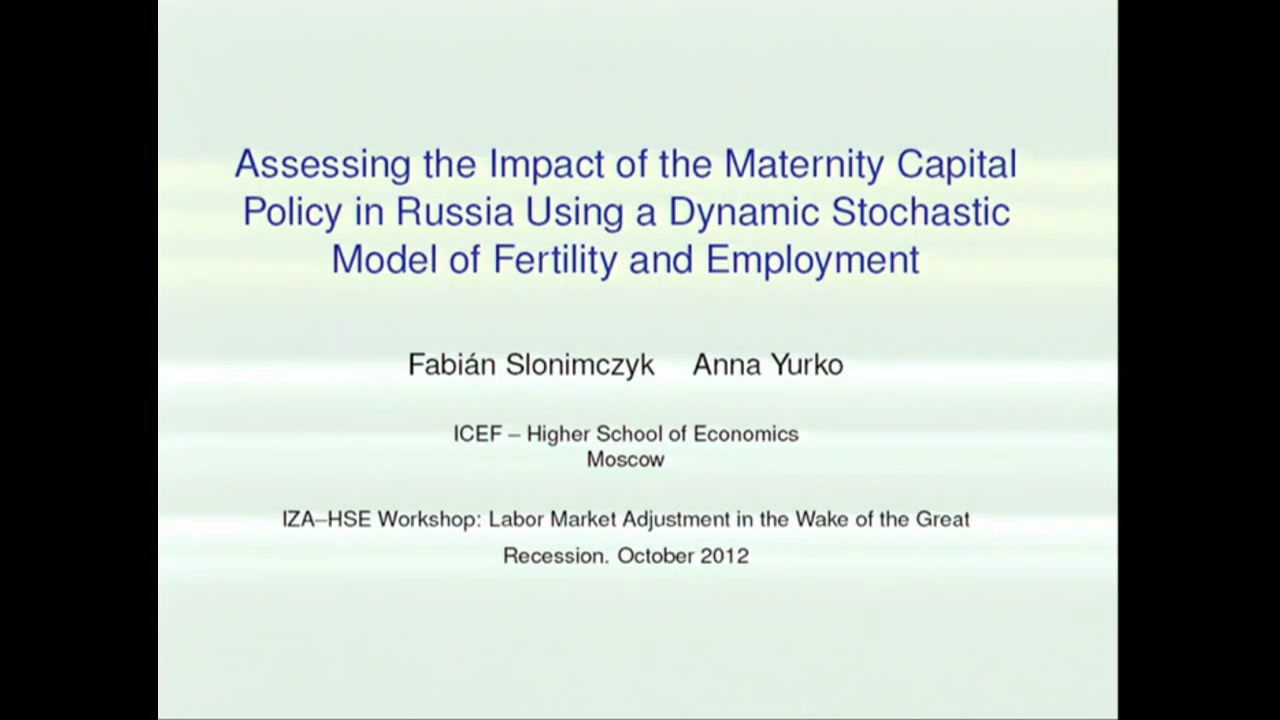 Assessing the Impact of the Maternity Capital
Policy in Russia Using a Dynamic Stochastic
Model of Fertility and Employment
Fabián Slonimczyk Anna Yurko
ICEF – Higher School of Economics
Moscow
IZA–HSE Workshop: Labor Market Adjustment in the Wake of the Great
Recession. October 2012